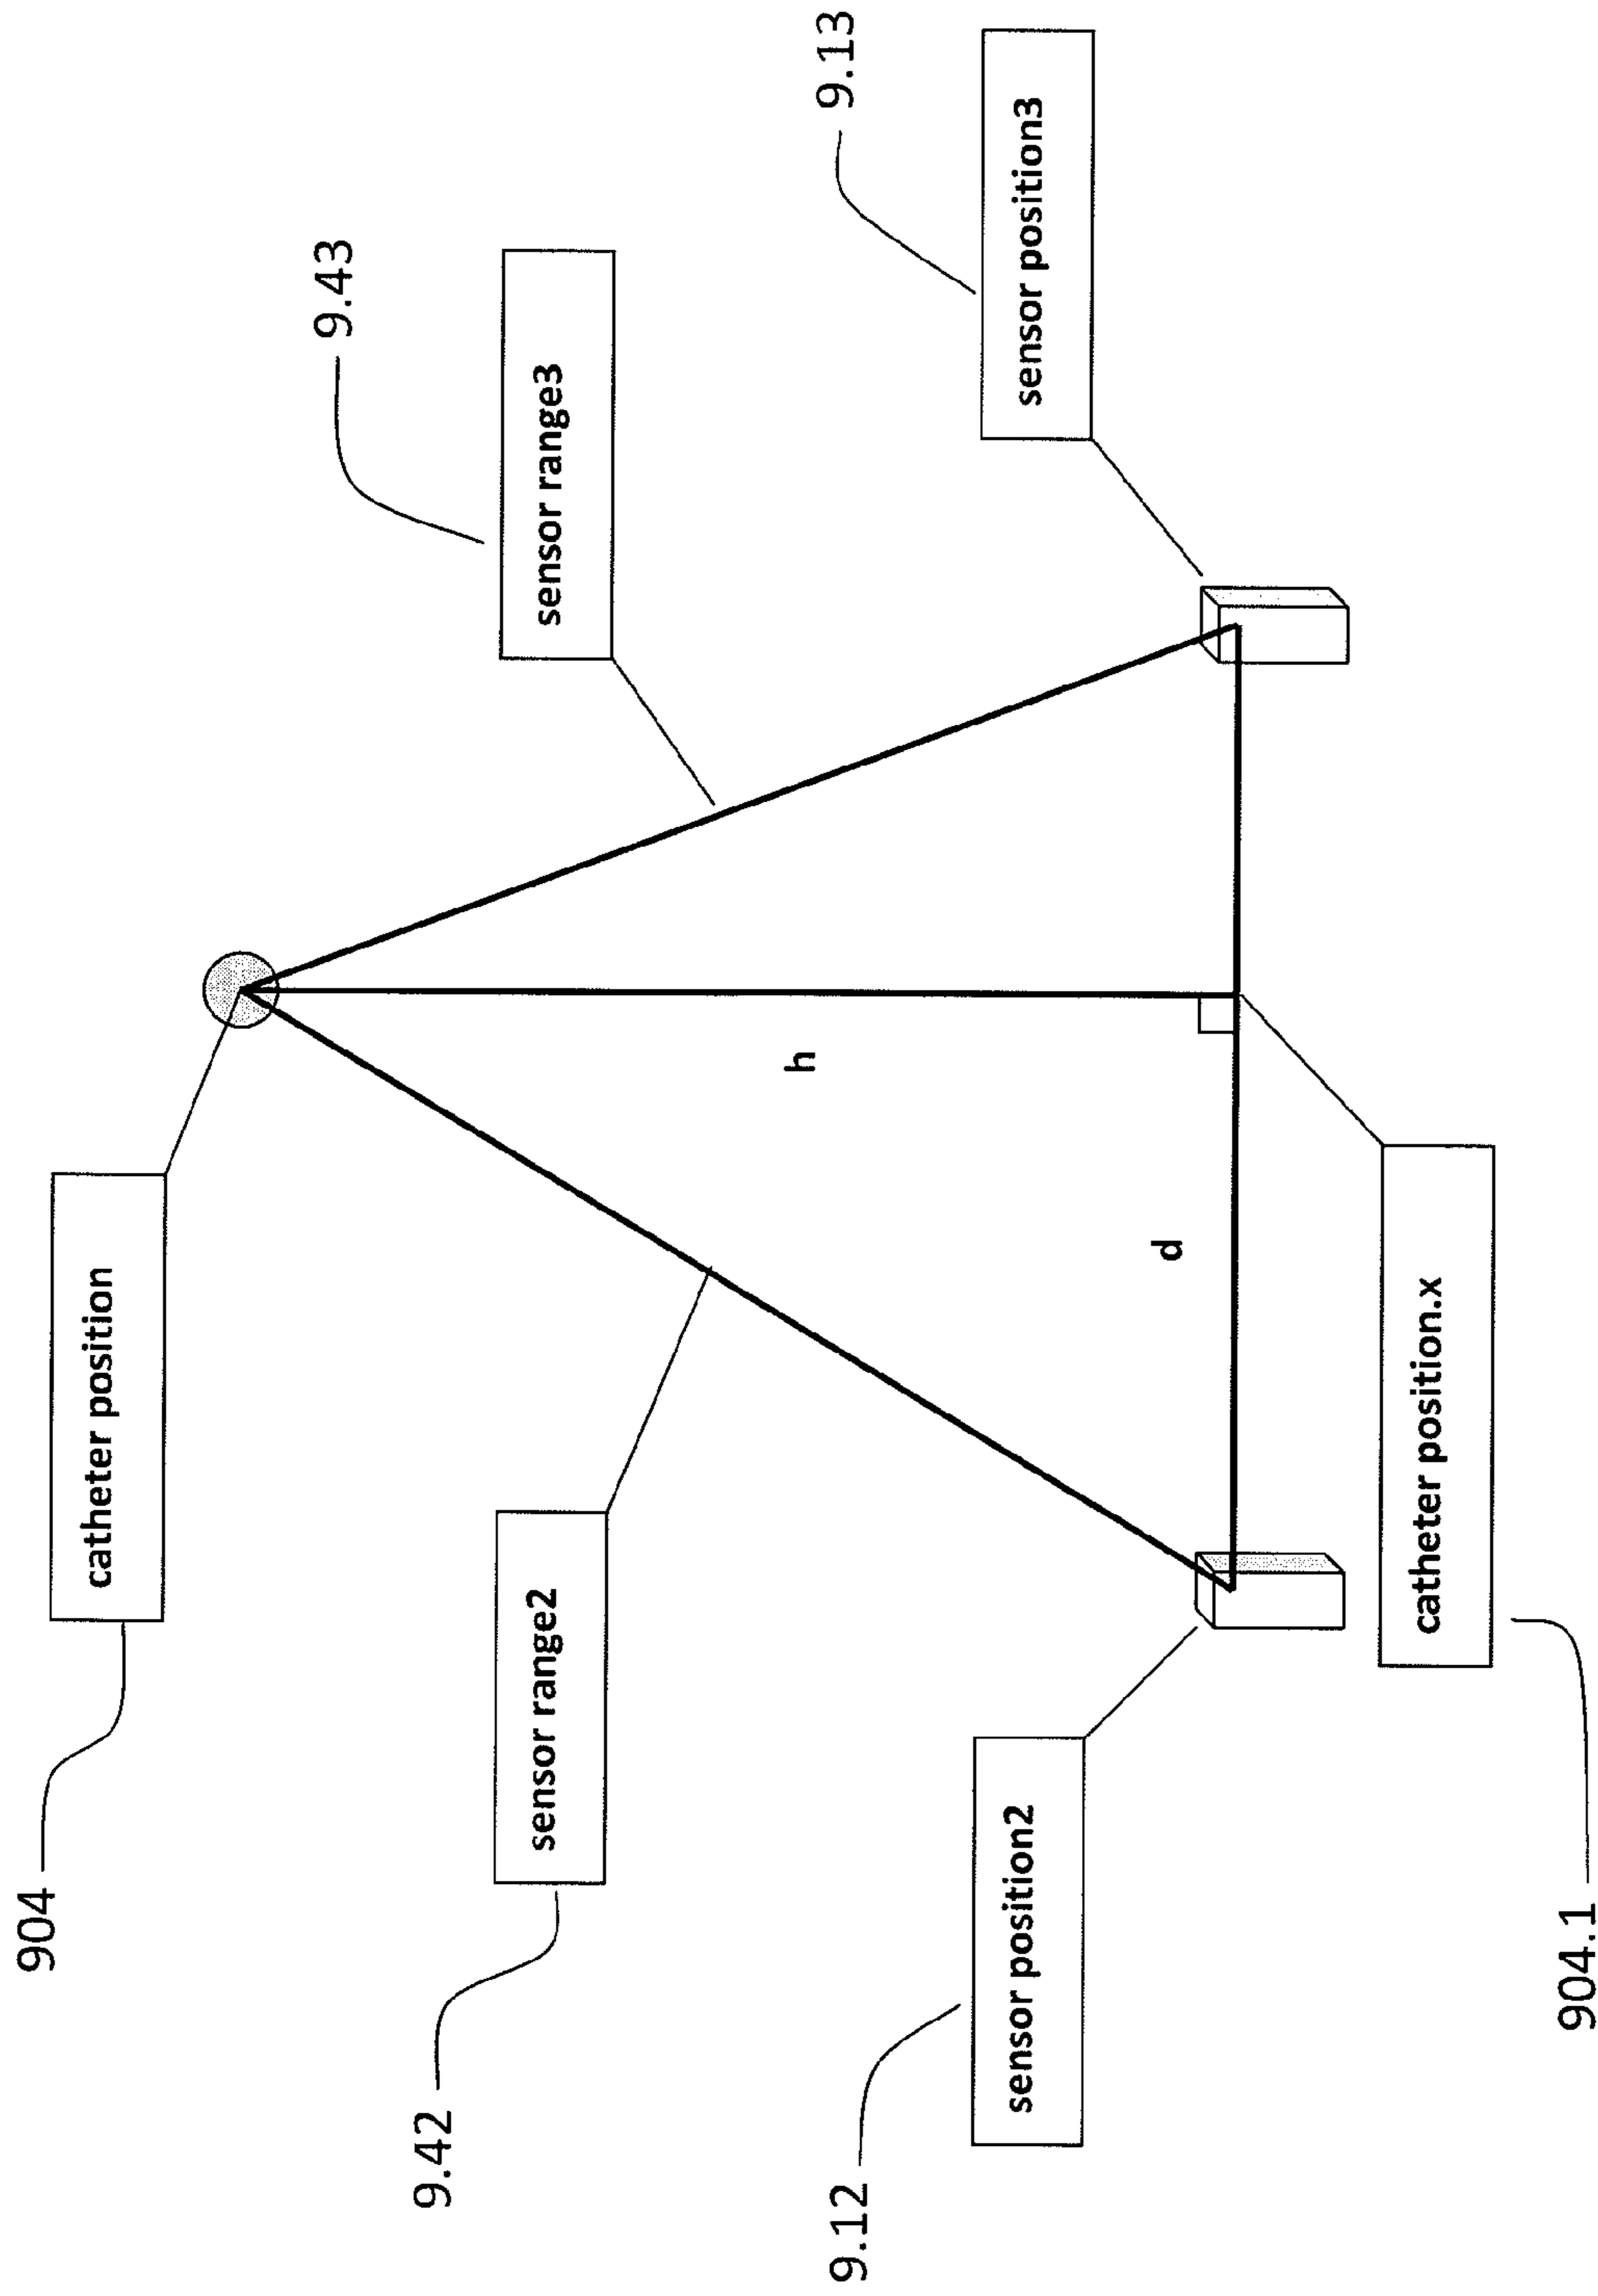 904
catheter position
9.43
9.42
sensor range2
sensor range3
h
9.13
9.12
sensor position2
sensor position3
d
catheter position.x
904.1